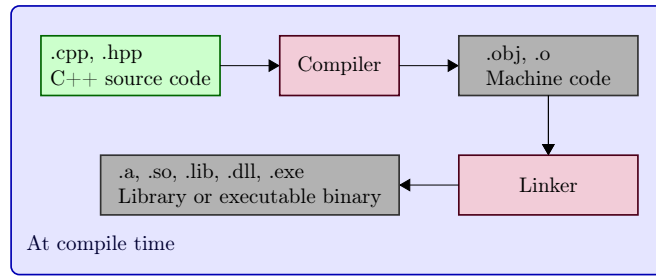 .cpp, .hpp
C++ source code
Compiler
.obj, .o
Machine code
Linker
.a, .so, .lib, .dll, .exe
Library or executable binary
At compile time